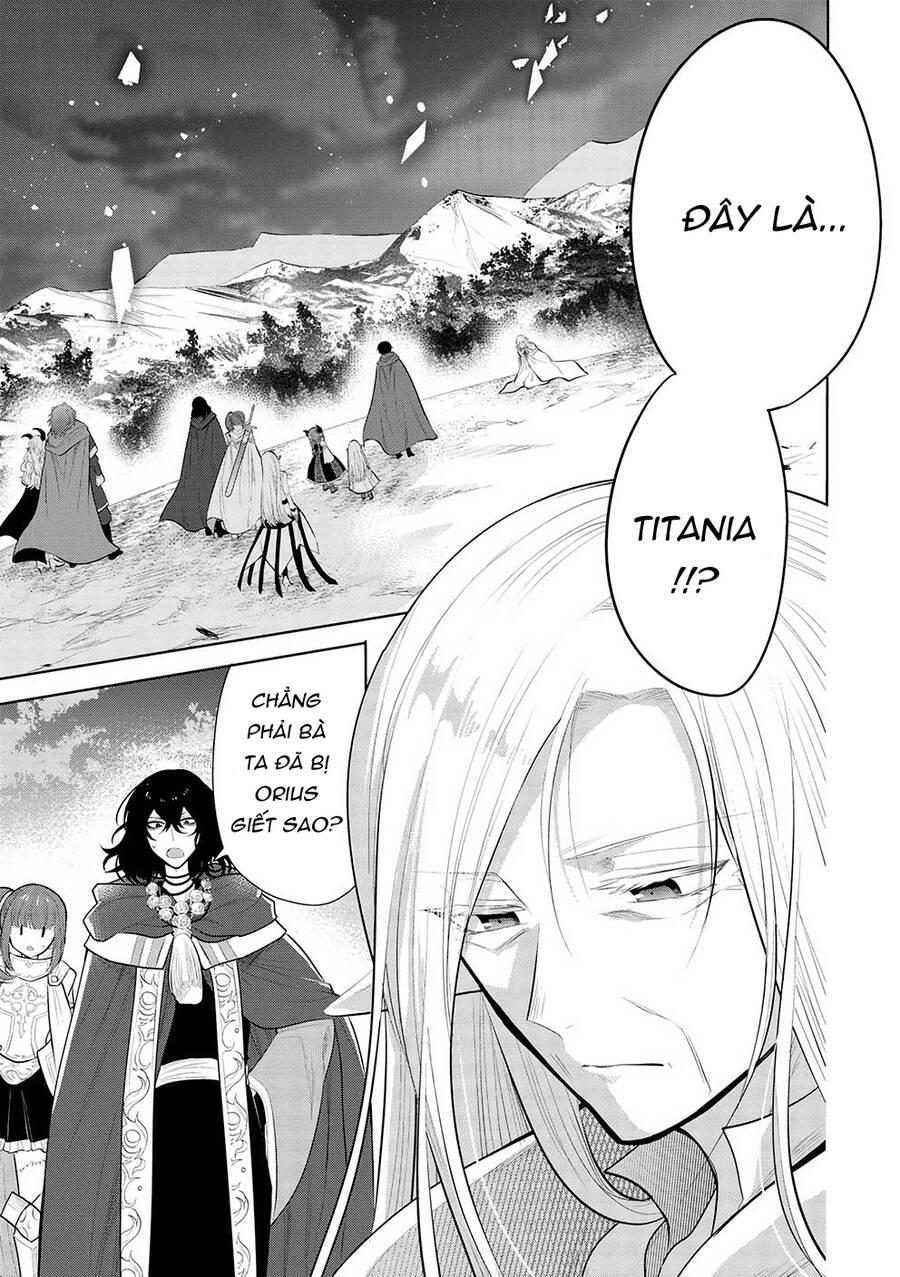 ĐÂY LÀ...
TITANIA
!!?
CHẲNG
PHẢI BÀ
TA ĐÃ BỊ
ORIUS
GIẾT SAO?